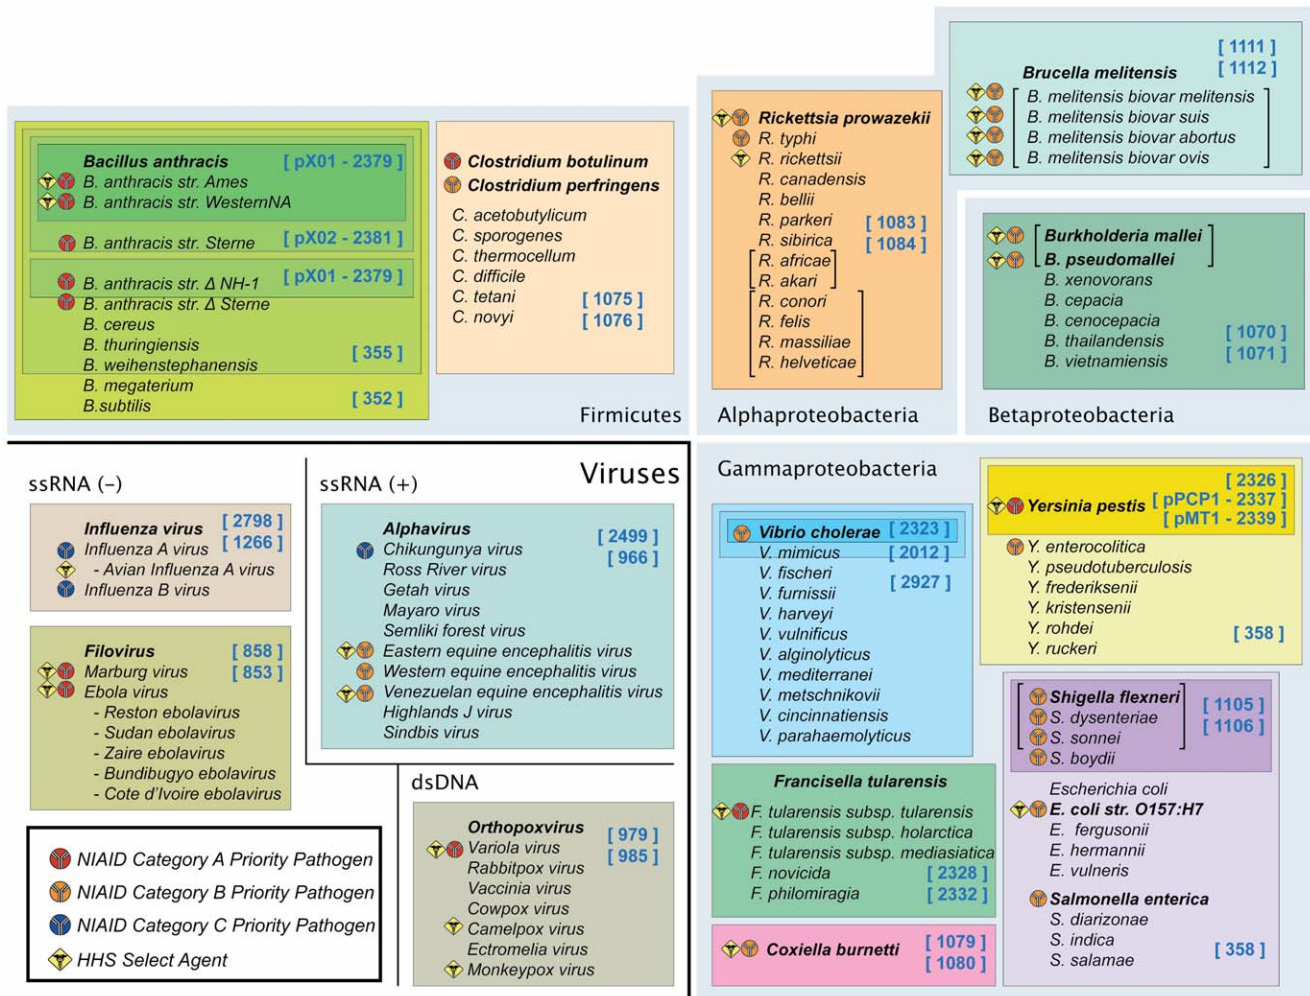 Bacillus anthracis [ pX01 - 2379 ]
B. anthracis str. Ames
B. anthracis str. WesternNA
B. anthracis str. Sterne [ pX02 - 2381 ]
B. anthracis str. Δ NH-1 [ pX01 - 2379 ]
B. anthracis str. Δ Sterne
B. cereus
B. thuringiensis [ 355 ]
B. weihenstephanensis
B. megaterium
B.subtilis [ 352 ]
Clostridium botulinum
Clostridium perfringens
C. acetobutylicum
C. sporogenes
C. thermocellum
C. difficile
C. tetani [ 1075 ]
C. novyi [ 1076 ]
Firmicutes
Rickettsia prowazekii
R. typhi
R. rickettsii
R. canadensis
R. bellii
R. parkeri [ 1083 ]
R. sibirica [ 1084 ]
R. africae
R. akari
R. conori
R. felis
R. massiliae
R. helveticae
Alphaproteobacteria
[ 1111 ]
Brucella melitensis [ 1112 ]
B. melitensis biovar melitensis
B. melitensis biovar suis
B. melitensis biovar abortus
B. melitensis biovar ovis
Burkholderia mallei
B. pseudomallei
B. xenovorans
B. cepacia
B. cenocepacia
B. thailandensis [ 1070 ]
B. vietnamiensis [ 1071 ]
Betaproteobacteria
Viruses
ssRNA (-)
Influenza virus [ 2798 ]
Influenza A virus [ 1266 ]
- Avian Influenza A virus
Influenza B virus
Filovirus [ 858 ]
Marburg virus [ 853 ]
Ebola virus
- Reston ebolavirus
- Sudan ebolavirus
- Zaire ebolavirus
- Bundibugyo ebolavirus
- Cote d'Ivoire ebolavirus
ssRNA (+)
Alphavirus [ 2499 ]
Chikungunya virus [ 966 ]
Ross River virus
Getah virus
Mayaro virus
Semliki forest virus
Eastern equine encephalitis virus
Western equine encephalitis virus
Venezuelan equine encephalitis virus
Highlands J virus
Sindbis virus
dsDNA
Orthopoxvirus [ 979 ]
Variola virus [ 985 ]
Rabbitpox virus
Vaccinia virus
Cowpox virus
Camelpox virus
Ectromelia virus
Monkeypox virus
NIAID Category A Priority Pathogen
NIAID Category B Priority Pathogen
NIAID Category C Priority Pathogen
HHS Select Agent
Gammaproteobacteria
Vibrio cholerae [ 2323 ]
V. mimicus [ 2012 ]
V. fischeri
V. furnissii [ 2927 ]
V. harveyi
V. vulnificus
V. alginolyticus
V. mediterranei
V. metschnikovii
V. cincinnatiensis
V. parahaemolyticus
Francisella tularensis
F. tularensis subsp. tularensis
F. tularensis subsp. holarctica
F. tularensis subsp. mediasiatica
F. novicida [ 2328 ]
F. philomiragia [ 2332 ]
Coxiella burnetti [ 1079 ]
[ 1080 ]
[ 2326 ]
Yersinia pestis [ pPCP1 - 2337 ]
[ pMT1 - 2339 ]
Y. enterocolitica
Y. pseudotuberculosis
Y. frederiksenii
Y. kristensenii
Y. rohdei [ 358 ]
Y. ruckeri
Shigella flexneri [ 1105 ]
S. dysenteriae [ 1106 ]
S. sonnei
S. boydii
Escherichia coli
E. coli str. O157:H7
E. fergusonii
E. hermannii
E. vulneris
Salmonella enterica
S. diarizonae
S. indica [ 358 ]
S. salamae